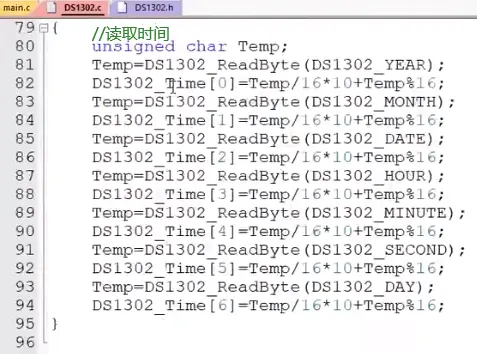 main.c DS1302.c DS1302.h
79 {
//读取时间
80 unsigned char Temp;
81 Temp=DS1302_ReadByte(DS1302_YEAR);
82 DS1302_Time[0]=Temp/16*10+Temp%16;
83 Temp=DS1302_ReadByte(DS1302_MONTH);
84 DS1302_Time[1]=Temp/16*10+Temp%16;
85 Temp=DS1302_ReadByte(DS1302_DATE);
86 DS1302_Time[2]=Temp/16*10+Temp%16;
87 Temp=DS1302_ReadByte(DS1302_HOUR);
88 DS1302_Time[3]=Temp/16*10+Temp%16;
89 Temp=DS1302_ReadByte(DS1302_MINUTE);
90 DS1302_Time[4]=Temp/16*10+Temp%16;
91 Temp=DS1302_ReadByte(DS1302_SECOND);
92 DS1302_Time[5]=Temp/16*10+Temp%16;
93 Temp=DS1302_ReadByte(DS1302_DAY);
94 DS1302_Time[6]=Temp/16*10+Temp%16;
95 }
96